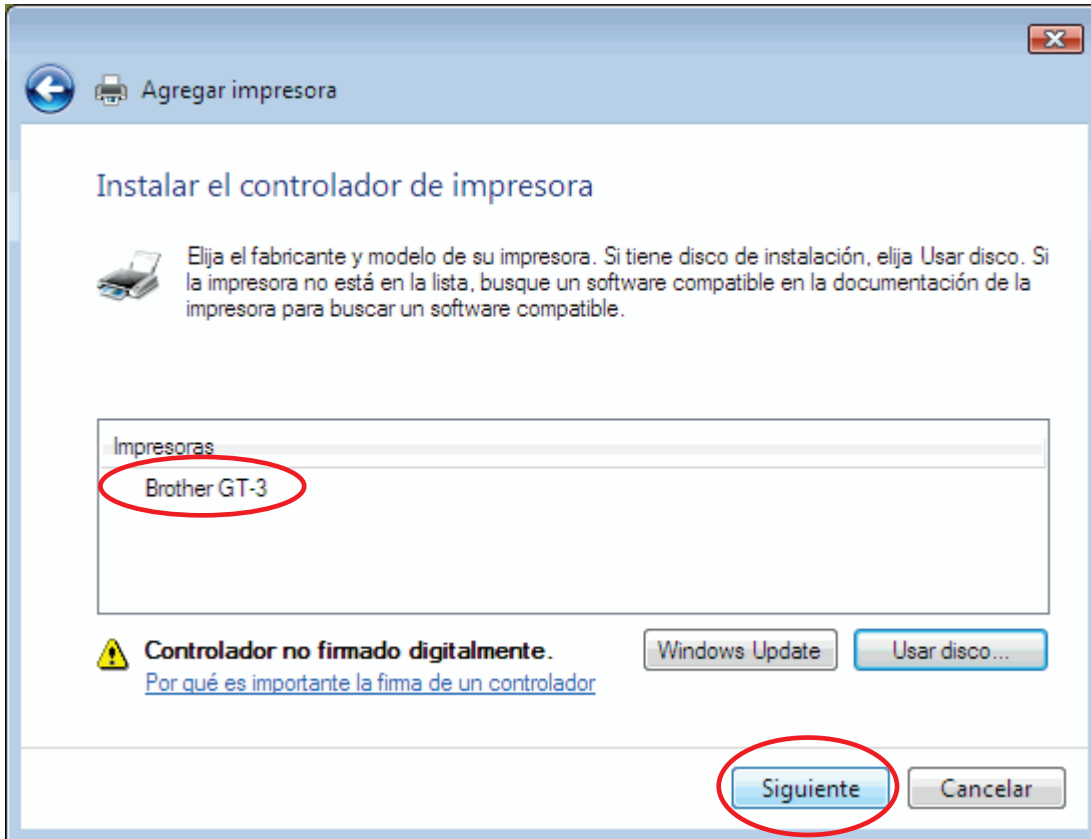 Agregar impresora
Instalar el controlador de impresora
Elija el fabricante y modelo de su impresora. Si tiene disco de instalación, elija Usar disco. Si
la impresora no está en la lista, busque un software compatible en la documentación de la
impresora para buscar un software compatible.
Impresoras
Brother GT-3
Controlador no firmado digitalmente.
Windows Update
Usar disco...
Por qué es importante la firma de un controlador
Siguiente
Cancelar